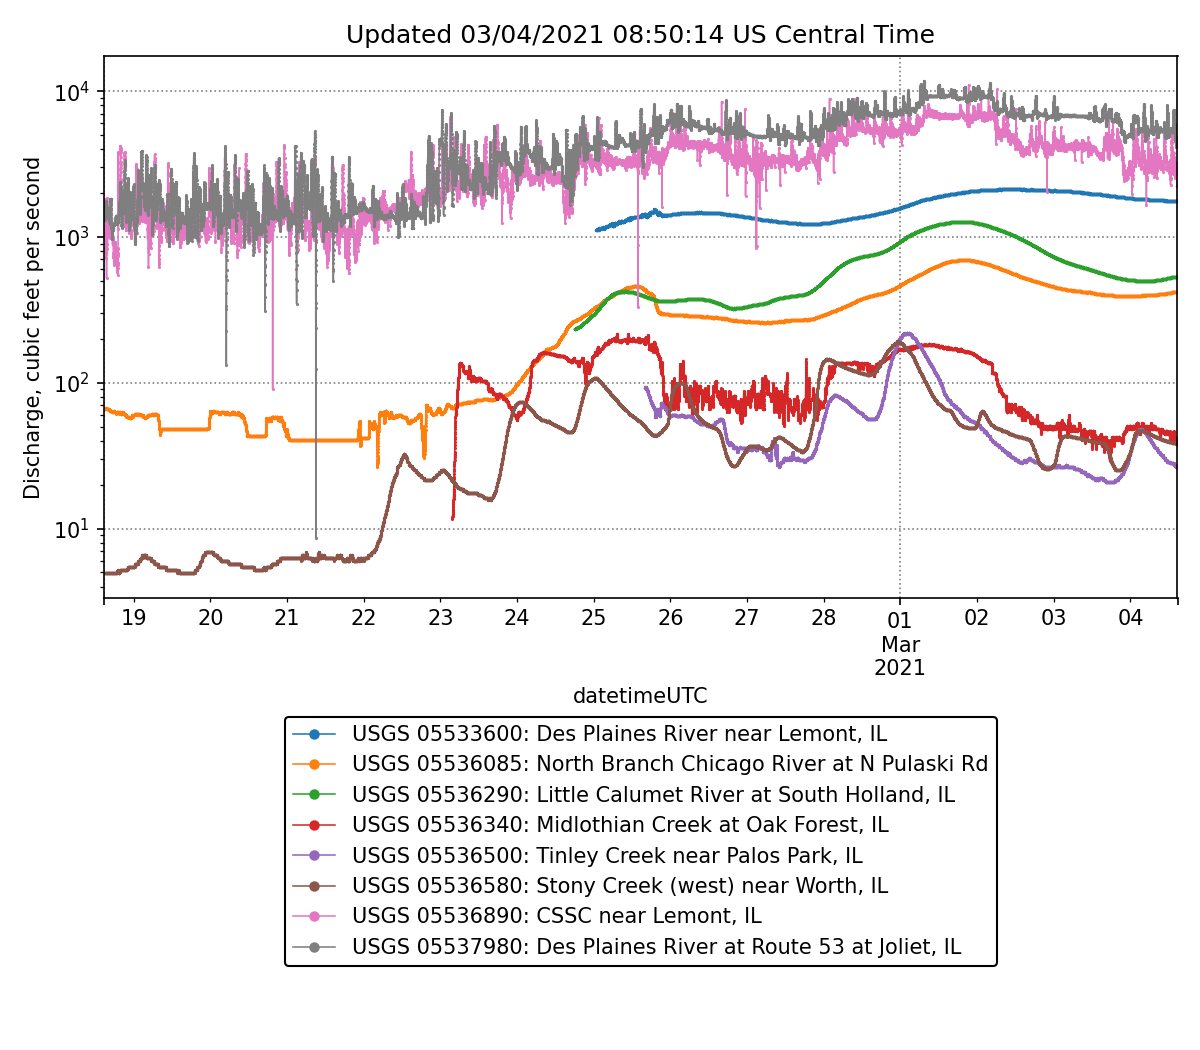 Updated 03/04/2021 08:50:14 US Central Time
Discharge, cubic feet per second
10^4
10^3
10^2
10^1
19 20 21 22 23 24 25 26 27 28 01 02 03 04
Mar
2021
datetimeUTC
USGS 05533600: Des Plaines River near Lemont, IL
USGS 05536085: North Branch Chicago River at N Pulaski Rd
USGS 05536290: Little Calumet River at South Holland, IL
USGS 05536340: Midlothian Creek at Oak Forest, IL
USGS 05536500: Tinley Creek near Palos Park, IL
USGS 05536580: Stony Creek (west) near Worth, IL
USGS 05536890: CSSC near Lemont, IL
USGS 05537980: Des Plaines River at Route 53 at Joliet, IL